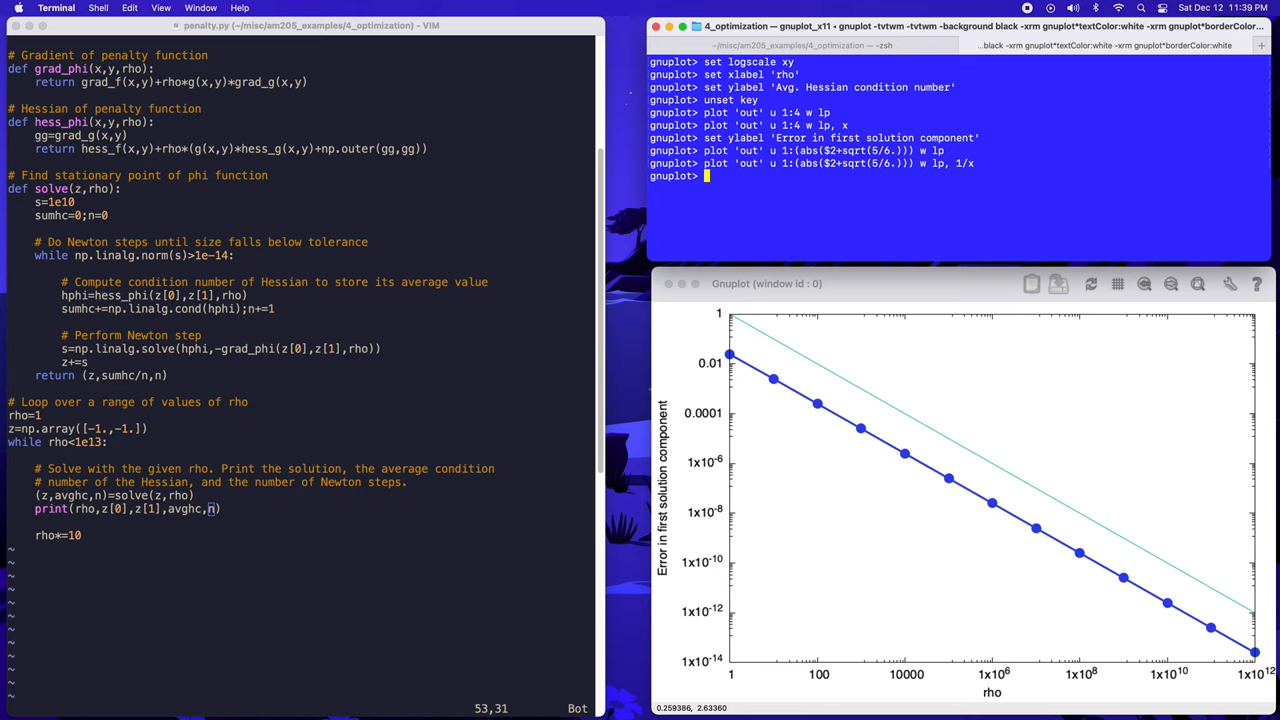 Terminal Shell Edit View Window Help
Sat Dec 12 11:39 PM
penalty.py (~/misc/am205_examples/4_optimization) - VIM
# Gradient of penalty function
def grad_phi(x,y,rho):
    return grad_f(x,y)+rho*g(x,y)*grad_g(x,y)
# Hessian of penalty function
def hess_phi(x,y,rho):
    gg=grad_g(x,y)
    return hess_f(x,y)+rho*(g(x,y)*hess_g(x,y)+np.outer(gg,gg))
# Find stationary point of phi function
def solve(z,rho):
    s=1e10
    sumhc=0;n=0
    # Do Newton steps until size falls below tolerance
    while np.linalg.norm(s)>1e-14:
        # Compute condition number of Hessian to store its average value
        hphi=hess_phi(z[0],z[1],rho)
        sumhc+=np.linalg.cond(hphi);n+=1
        # Perform Newton step
        s=np.linalg.solve(hphi,-grad_phi(z[0],z[1],rho))
        z+=s
    return (z,sumhc/n,n)
# Loop over a range of values of rho
rho=1
z=np.array([-1.,-1.])
while rho<1e13:
    # Solve with the given rho. Print the solution, the average condition
    # number of the Hessian, and the number of Newton steps.
    (z,avghc,n)=solve(z,rho)
    print(rho,z[0],z[1],avghc,n)
    rho*=10
~
~
~
~
~
~
~
~
~
~
~
~
53,31 Bot
4_optimization — gnuplot_x11 • gnuplot -tvtwm -tvtwm -background black -xrm gnuplot*textColor:white -xrm gnuplot*borderColor:...
~/misc/am205_examples/4_optimization — -zsh
...black -xrm gnuplot*textColor:white -xrm gnuplot*borderColor:white +
gnuplot> set logscale xy
gnuplot> set xlabel 'rho'
gnuplot> set ylabel 'Avg. Hessian condition number'
gnuplot> unset key
gnuplot> plot 'out' u 1:4 w lp
gnuplot> plot 'out' u 1:4 w lp, x
gnuplot> set ylabel 'Error in first solution component'
gnuplot> plot 'out' u 1:(abs($2+sqrt(5/6.))) w lp
gnuplot> plot 'out' u 1:(abs($2+sqrt(5/6.))) w lp, 1/x
gnuplot>
Gnuplot (window id : 0)
1
0.01
0.0001
1x10-6
1x10-8
1x10-10
1x10-12
1x10-14
Error in first solution component
1 100 10000 1x106 1x108 1x1010 1x1012
rho
0.259386, 2.63360